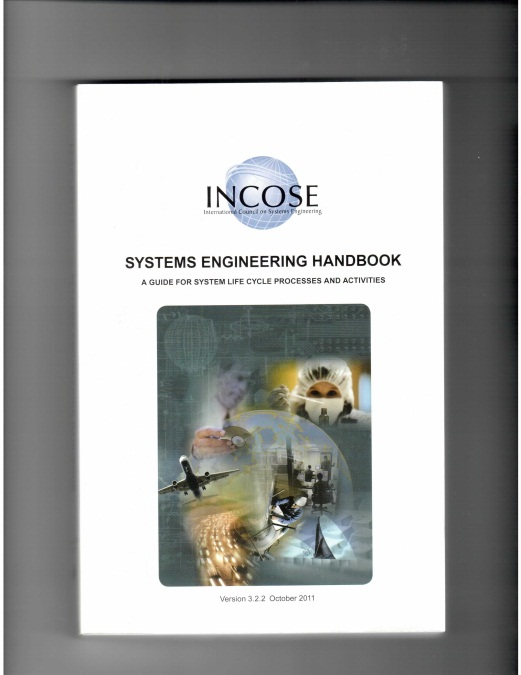 INCOSE
International Council on Systems Engineering
SYSTEMS ENGINEERING HANDBOOK
A GUIDE FOR SYSTEM LIFE CYCLE PROCESSES AND ACTIVITIES
Version 3.2.2 October 2011